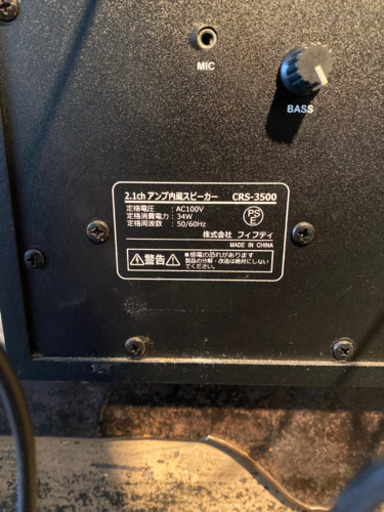 MIC
BASS
2.1ch アンプ内蔵スピーカー CRS-3500
定格電圧 : AC100V
定格消費電力 : 34W
定格周波数 : 50/60Hz
PS
E
株式会社 フィフティ
MADE IN CHINA
⚠警告⚠
■感電の恐れがあります
製品の分解・改造は絶対にしない
でください。